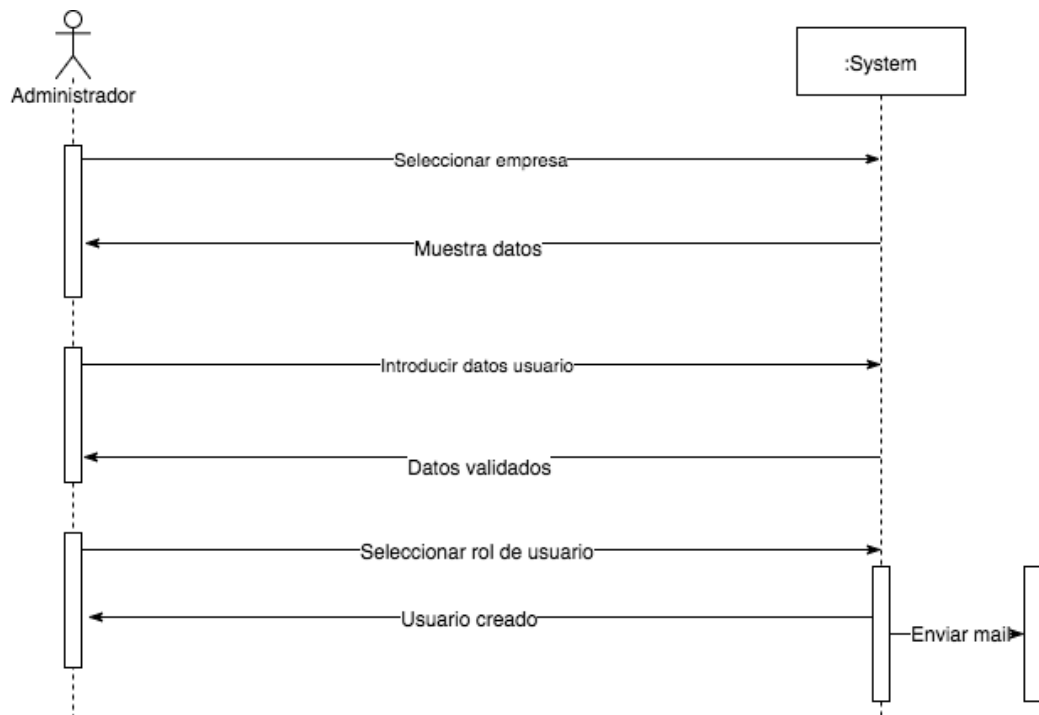 :System
Administrador
Seleccionar empresa
Muestra datos
Introducir datos usuario
Datos validados
Seleccionar rol de usuario
Usuario creado
Enviar mail